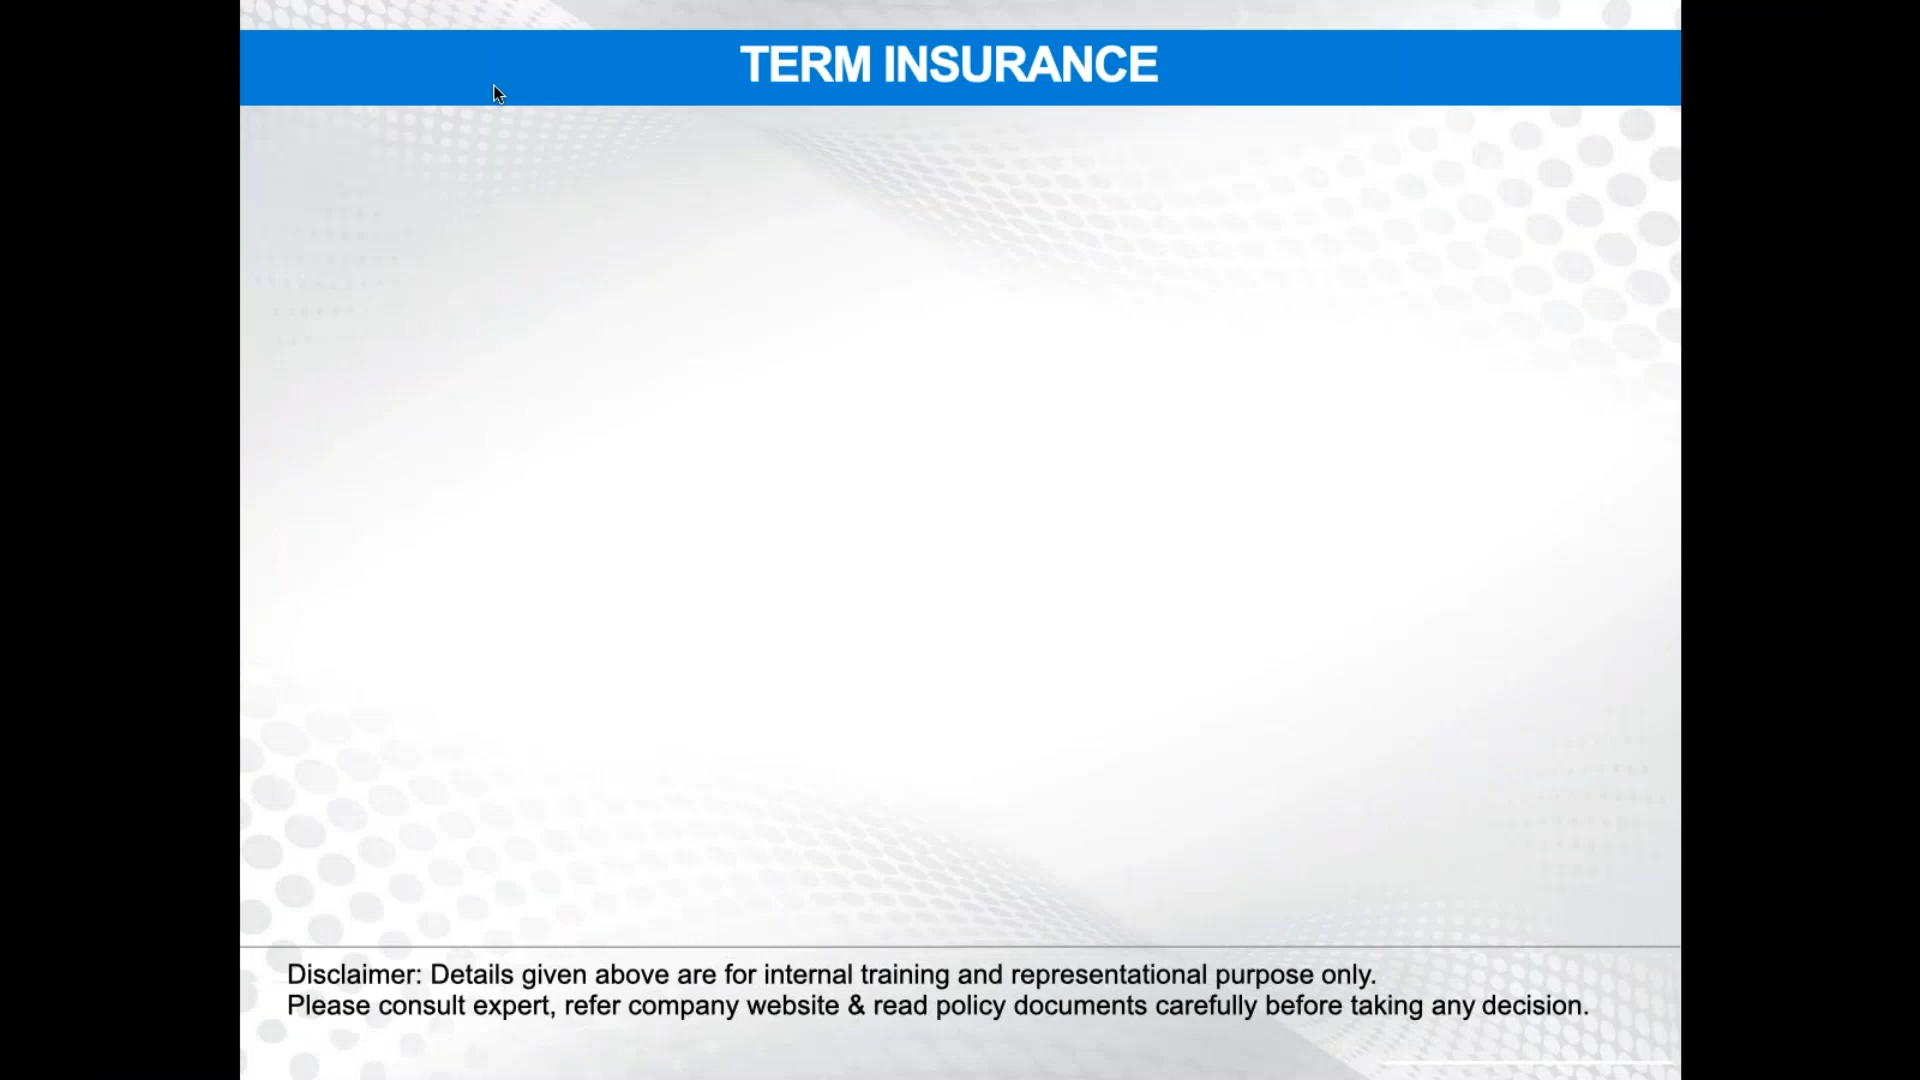 TERM INSURANCE
Disclaimer: Details given above are for internal training and representational purpose only.
Please consult expert, refer company website & read policy documents carefully before taking any decision.